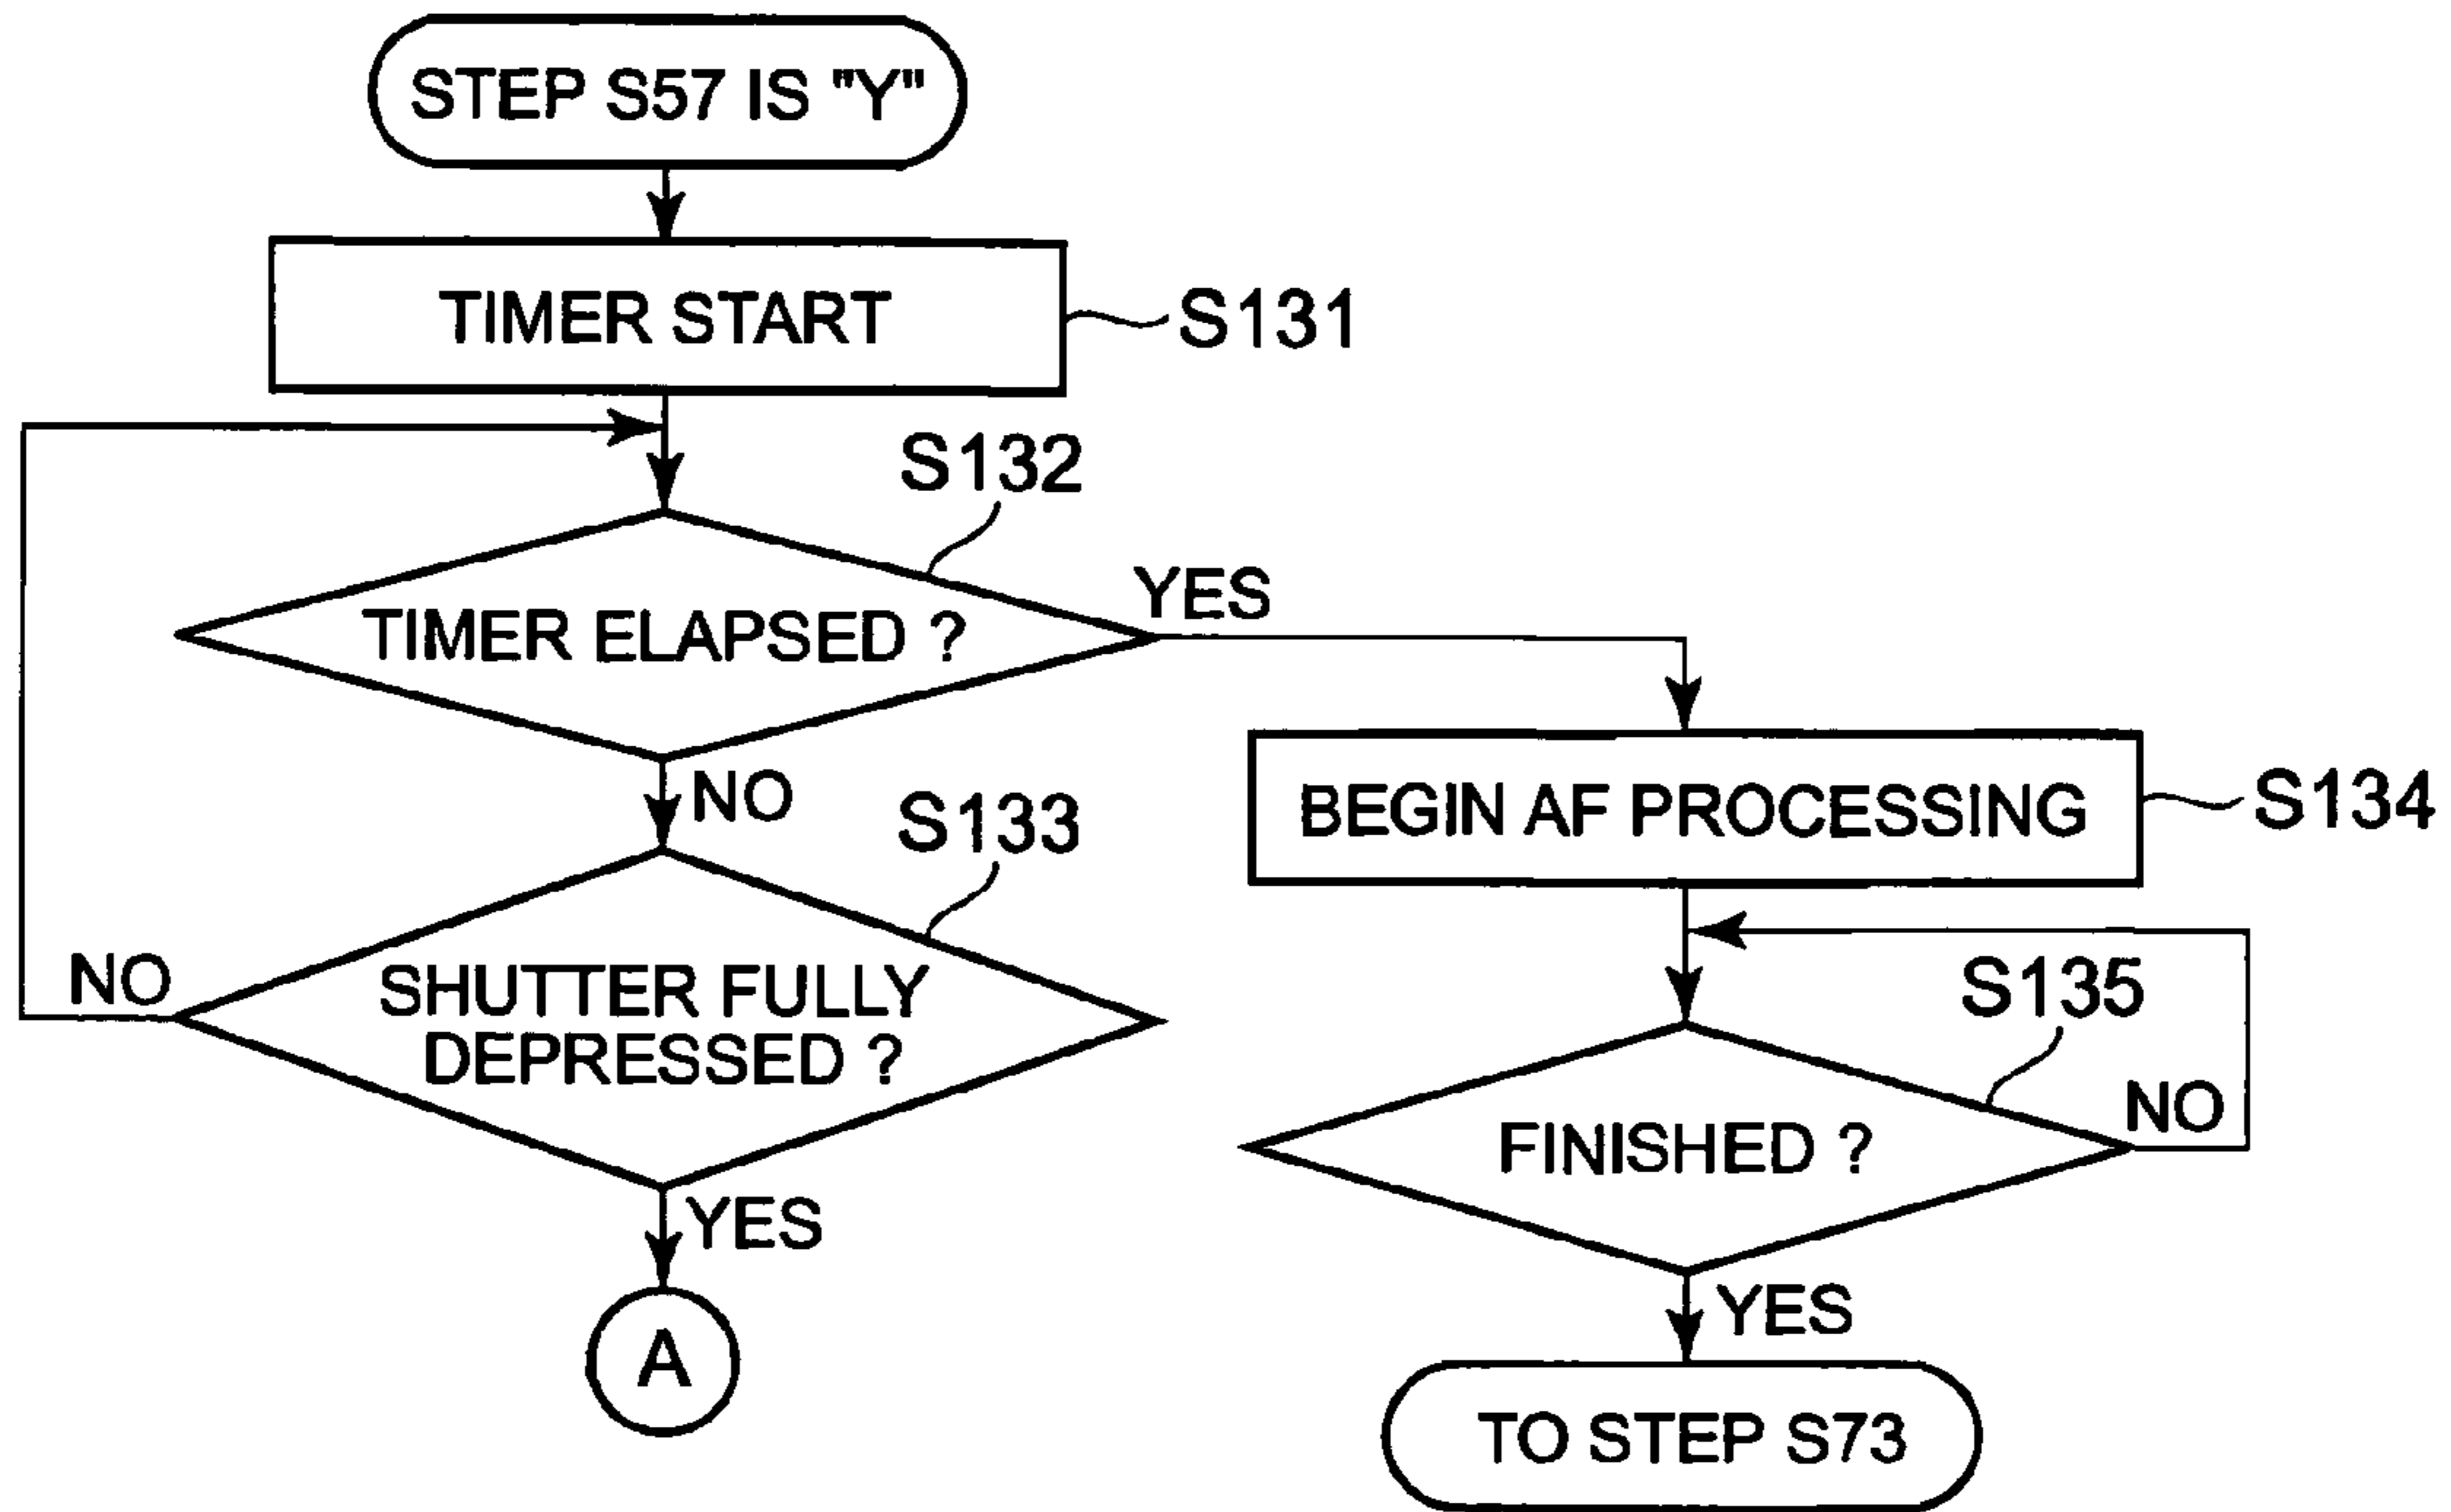 STEP S57 IS "Y"
TIMER START
S131
S132
TIMER ELAPSED ?
YES
NO
S133
SHUTTER FULLY
DEPRESSED ?
NO
YES
A
BEGIN AF PROCESSING
S134
S135
FINISHED ?
NO
YES
TO STEP S73